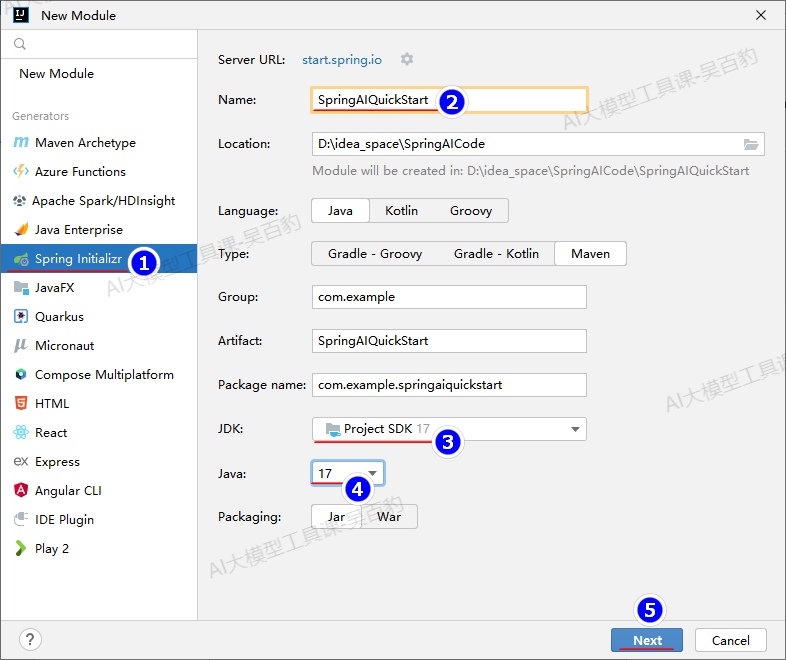 New Module
New Module
Generators
Maven Archetype
Azure Functions
Apache Spark/HDInsight
Java Enterprise
Spring Initializr
1
JavaFX
Quarkus
Micronaut
Compose Multiplatform
HTML
React
Express
Angular CLI
IDE Plugin
Play 2
Server URL: start.spring.io
Name: SpringAIQuickStart
2
Location: D:\idea_space\SpringAICode
Module will be created in: D:\idea_space\SpringAICode\SpringAIQuickStart
Language: Java Kotlin Groovy
Type: Gradle - Groovy Gradle - Kotlin Maven
Group: com.example
Artifact: SpringAIQuickStart
Package name: com.example.springaiquickstart
JDK: Project SDK 17
3
Java: 17
4
Packaging: Jar War
5
? Next Cancel
AI大模型工具课-吴百豹
AI大模型工具课-吴百豹
AI大模型工具课-吴百豹
AI大模型工具课-吴